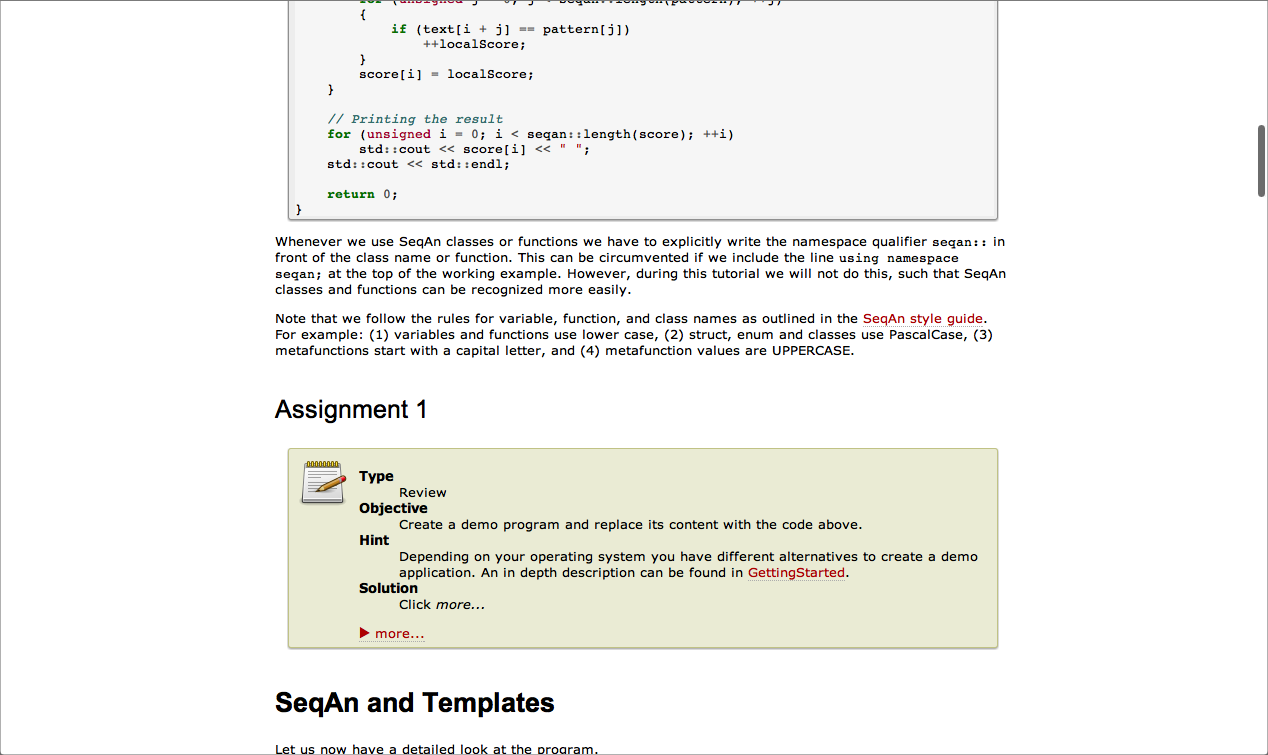 {
if (text[i + j] == pattern[j])
++localScore;
}
score[i] = localScore;
}
// Printing the result
for (unsigned i = 0; i < seqan::length(score); ++i)
std::cout << score[i] << " ";
std::cout << std::endl;
return 0;
}
Whenever we use SeqAn classes or functions we have to explicitly write the namespace qualifier seqan:: in
front of the class name or function. This can be circumvented if we include the line using namespace
seqan; at the top of the working example. However, during this tutorial we will not do this, such that SeqAn
classes and functions can be recognized more easily.
Note that we follow the rules for variable, function, and class names as outlined in the SeqAn style guide.
For example: (1) variables and functions use lower case, (2) struct, enum and classes use PascalCase, (3)
metafunctions start with a capital letter, and (4) metafunction values are UPPERCASE.
Assignment 1
Type
Review
Objective
Create a demo program and replace its content with the code above.
Hint
Depending on your operating system you have different alternatives to create a demo
application. An in depth description can be found in GettingStarted.
Solution
Click more...
▶ more...
SeqAn and Templates
Let us now have a detailed look at the program.